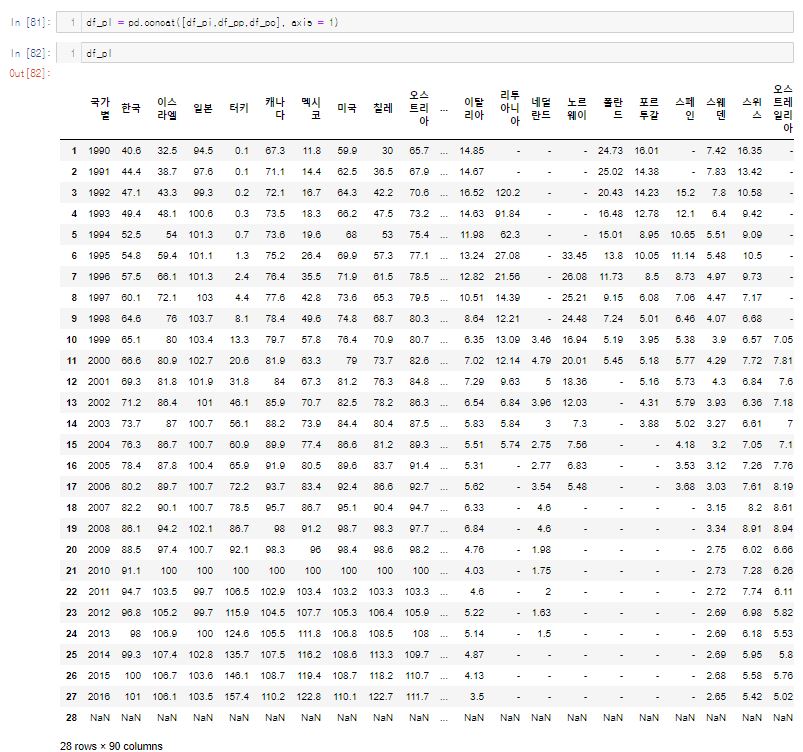 In [81]: 1 df_pl = pd.concat([df_pi,df_pp,df_po], axis = 1)
In [82]: 1 df_pl
Out[82]:
국가별 한국 이스라엘 일본 터키 캐나다 멕시코 미국 칠레 오스트리아 ... 이탈리아 리투아니아 네덜란드 노르웨이 폴란드 포르투갈 스페인 스웨덴 스위스 오스트레일리아
1 1990 40.6 32.5 94.5 0.1 67.3 11.8 59.9 30 65.7 ... 14.85 - - - 24.73 16.01 - 7.42 16.35 -
2 1991 44.4 38.7 97.6 0.1 71.1 14.4 62.5 36.5 67.9 ... 14.67 - - - 25.02 14.38 - 7.83 13.42 -
3 1992 47.1 43.3 99.3 0.2 72.1 16.7 64.3 42.2 70.6 ... 16.52 120.2 - - 20.43 14.23 15.2 7.8 10.58 -
4 1993 49.4 48.1 100.6 0.3 73.5 18.3 66.2 47.5 73.2 ... 14.63 91.84 - - 16.48 12.78 12.1 6.4 9.42 -
5 1994 52.5 54 101.3 0.7 73.6 19.6 68 53 75.4 ... 11.98 62.3 - - 15.01 8.95 10.65 5.51 9.09 -
6 1995 54.8 59.4 101.1 1.3 75.2 26.4 69.9 57.3 77.1 ... 13.24 27.08 - 33.45 13.8 10.05 11.14 5.48 10.5 -
7 1996 57.5 66.1 101.3 2.4 76.4 35.5 71.9 61.5 78.5 ... 12.82 21.56 - 26.08 11.73 8.5 8.73 4.97 9.73 -
8 1997 60.1 72.1 103 4.4 77.6 42.8 73.6 65.3 79.5 ... 10.51 14.39 - 25.21 9.15 6.08 7.06 4.47 7.17 -
9 1998 64.6 76 103.7 8.1 78.4 49.6 74.8 68.7 80.3 ... 8.64 12.21 - 24.48 7.24 5.01 6.46 4.07 6.68 -
10 1999 65.1 80 103.4 13.3 79.7 57.8 76.4 70.9 80.7 ... 6.35 13.09 3.46 16.94 5.19 3.95 5.38 3.9 6.57 7.05
11 2000 66.6 80.9 102.7 20.6 81.9 63.3 79 73.7 82.6 ... 7.02 12.14 4.79 20.01 5.45 5.18 5.77 4.29 7.72 7.81
12 2001 69.3 81.8 101.9 31.8 84 67.3 81.2 76.3 84.8 ... 7.29 9.63 5 18.36 - 5.16 5.73 4.3 6.84 7.6
13 2002 71.2 86.4 101 46.1 85.9 70.7 82.5 78.2 86.3 ... 6.54 6.84 3.96 12.03 - 4.31 5.79 3.93 6.36 7.18
14 2003 73.7 87 100.7 56.1 88.2 73.9 84.4 80.4 87.5 ... 5.83 5.84 3 7.3 - 3.88 5.02 3.27 6.61 7
15 2004 76.3 86.7 100.7 60.9 89.9 77.4 86.6 81.2 89.3 ... 5.51 5.74 2.75 7.56 - - 4.18 3.2 7.05 7.1
16 2005 78.4 87.8 100.4 65.9 91.9 80.5 89.6 83.7 91.4 ... 5.31 - 2.77 6.83 - - 3.53 3.12 7.26 7.76
17 2006 80.2 89.7 100.7 72.2 93.7 83.4 92.4 86.6 92.7 ... 5.62 - 3.54 5.48 - - 3.68 3.03 7.61 8.19
18 2007 82.2 90.1 100.7 78.5 95.7 86.7 95.1 90.4 94.7 ... 6.33 - 4.6 - - - - 3.15 8.2 8.61
19 2008 86.1 94.2 102.1 86.7 98 91.2 98.7 98.3 97.7 ... 6.84 - 4.6 - - - - 3.34 8.91 8.94
20 2009 88.5 97.4 100.7 92.1 98.3 96 98.4 98.6 98.2 ... 4.76 - 1.98 - - - - 2.75 6.02 6.66
21 2010 91.1 100 100 100 100 100 100 100 100 ... 4.03 - 1.75 - - - - 2.73 7.28 6.26
22 2011 94.7 103.5 99.7 106.5 102.9 103.4 103.2 103.3 103.3 ... 4.6 - 2 - - - - 2.72 7.74 6.11
23 2012 96.8 105.2 99.7 115.9 104.5 107.7 105.3 106.4 105.9 ... 5.22 - 1.63 - - - - 2.69 6.98 5.82
24 2013 98 106.9 100 124.6 105.5 111.8 106.8 108.5 108 ... 5.14 - 1.5 - - - - 2.69 6.18 5.53
25 2014 99.3 107.4 102.8 135.7 107.5 116.2 108.6 113.3 109.7 ... 4.87 - - - - - - 2.69 5.95 5.8
26 2015 100 106.7 103.6 146.1 108.7 119.4 108.7 118.2 110.7 ... 4.13 - - - - - - 2.68 5.58 5.76
27 2016 101 106.1 103.5 157.4 110.2 122.8 110.1 122.7 111.7 ... 3.5 - - - - - - 2.65 5.42 5.02
28 NaN NaN NaN NaN NaN NaN NaN NaN NaN NaN ... NaN NaN NaN NaN NaN NaN NaN NaN NaN NaN
28 rows × 90 columns